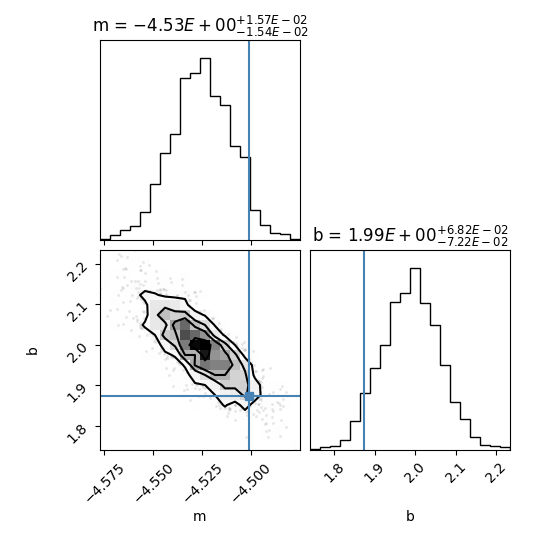 m = −4.53E + 00+1.57E − 02
−1.54E − 02
b = 1.99E + 00+6.82E − 02
−7.22E − 02
2.2
2.1
2.0
1.9
1.8
b
−4.575
−4.550
−4.525
−4.500
m
1.8
1.9
2.0
2.1
2.2
b